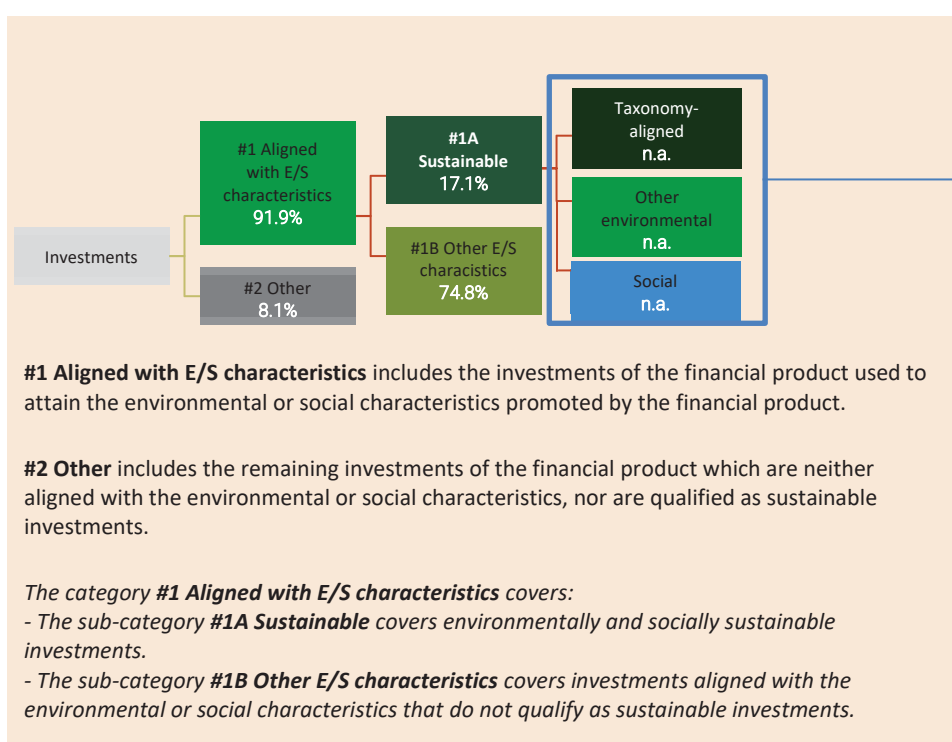 Investments
#1 Aligned
with E/S
characteristics
91.9%
#2 Other
8.1%
#1A
Sustainable
17.1%
#1B Other E/S
characistics
74.8%
Taxonomy-
aligned
n.a.
Other
environmental
n.a.
Social
n.a.
#1 Aligned with E/S characteristics includes the investments of the financial product used to
attain the environmental or social characteristics promoted by the financial product.
#2 Other includes the remaining investments of the financial product which are neither
aligned with the environmental or social characteristics, nor are qualified as sustainable
investments.
The category #1 Aligned with E/S characteristics covers:
- The sub-category #1A Sustainable covers environmentally and socially sustainable
investments.
- The sub-category #1B Other E/S characteristics covers investments aligned with the
environmental or social characteristics that do not qualify as sustainable investments.